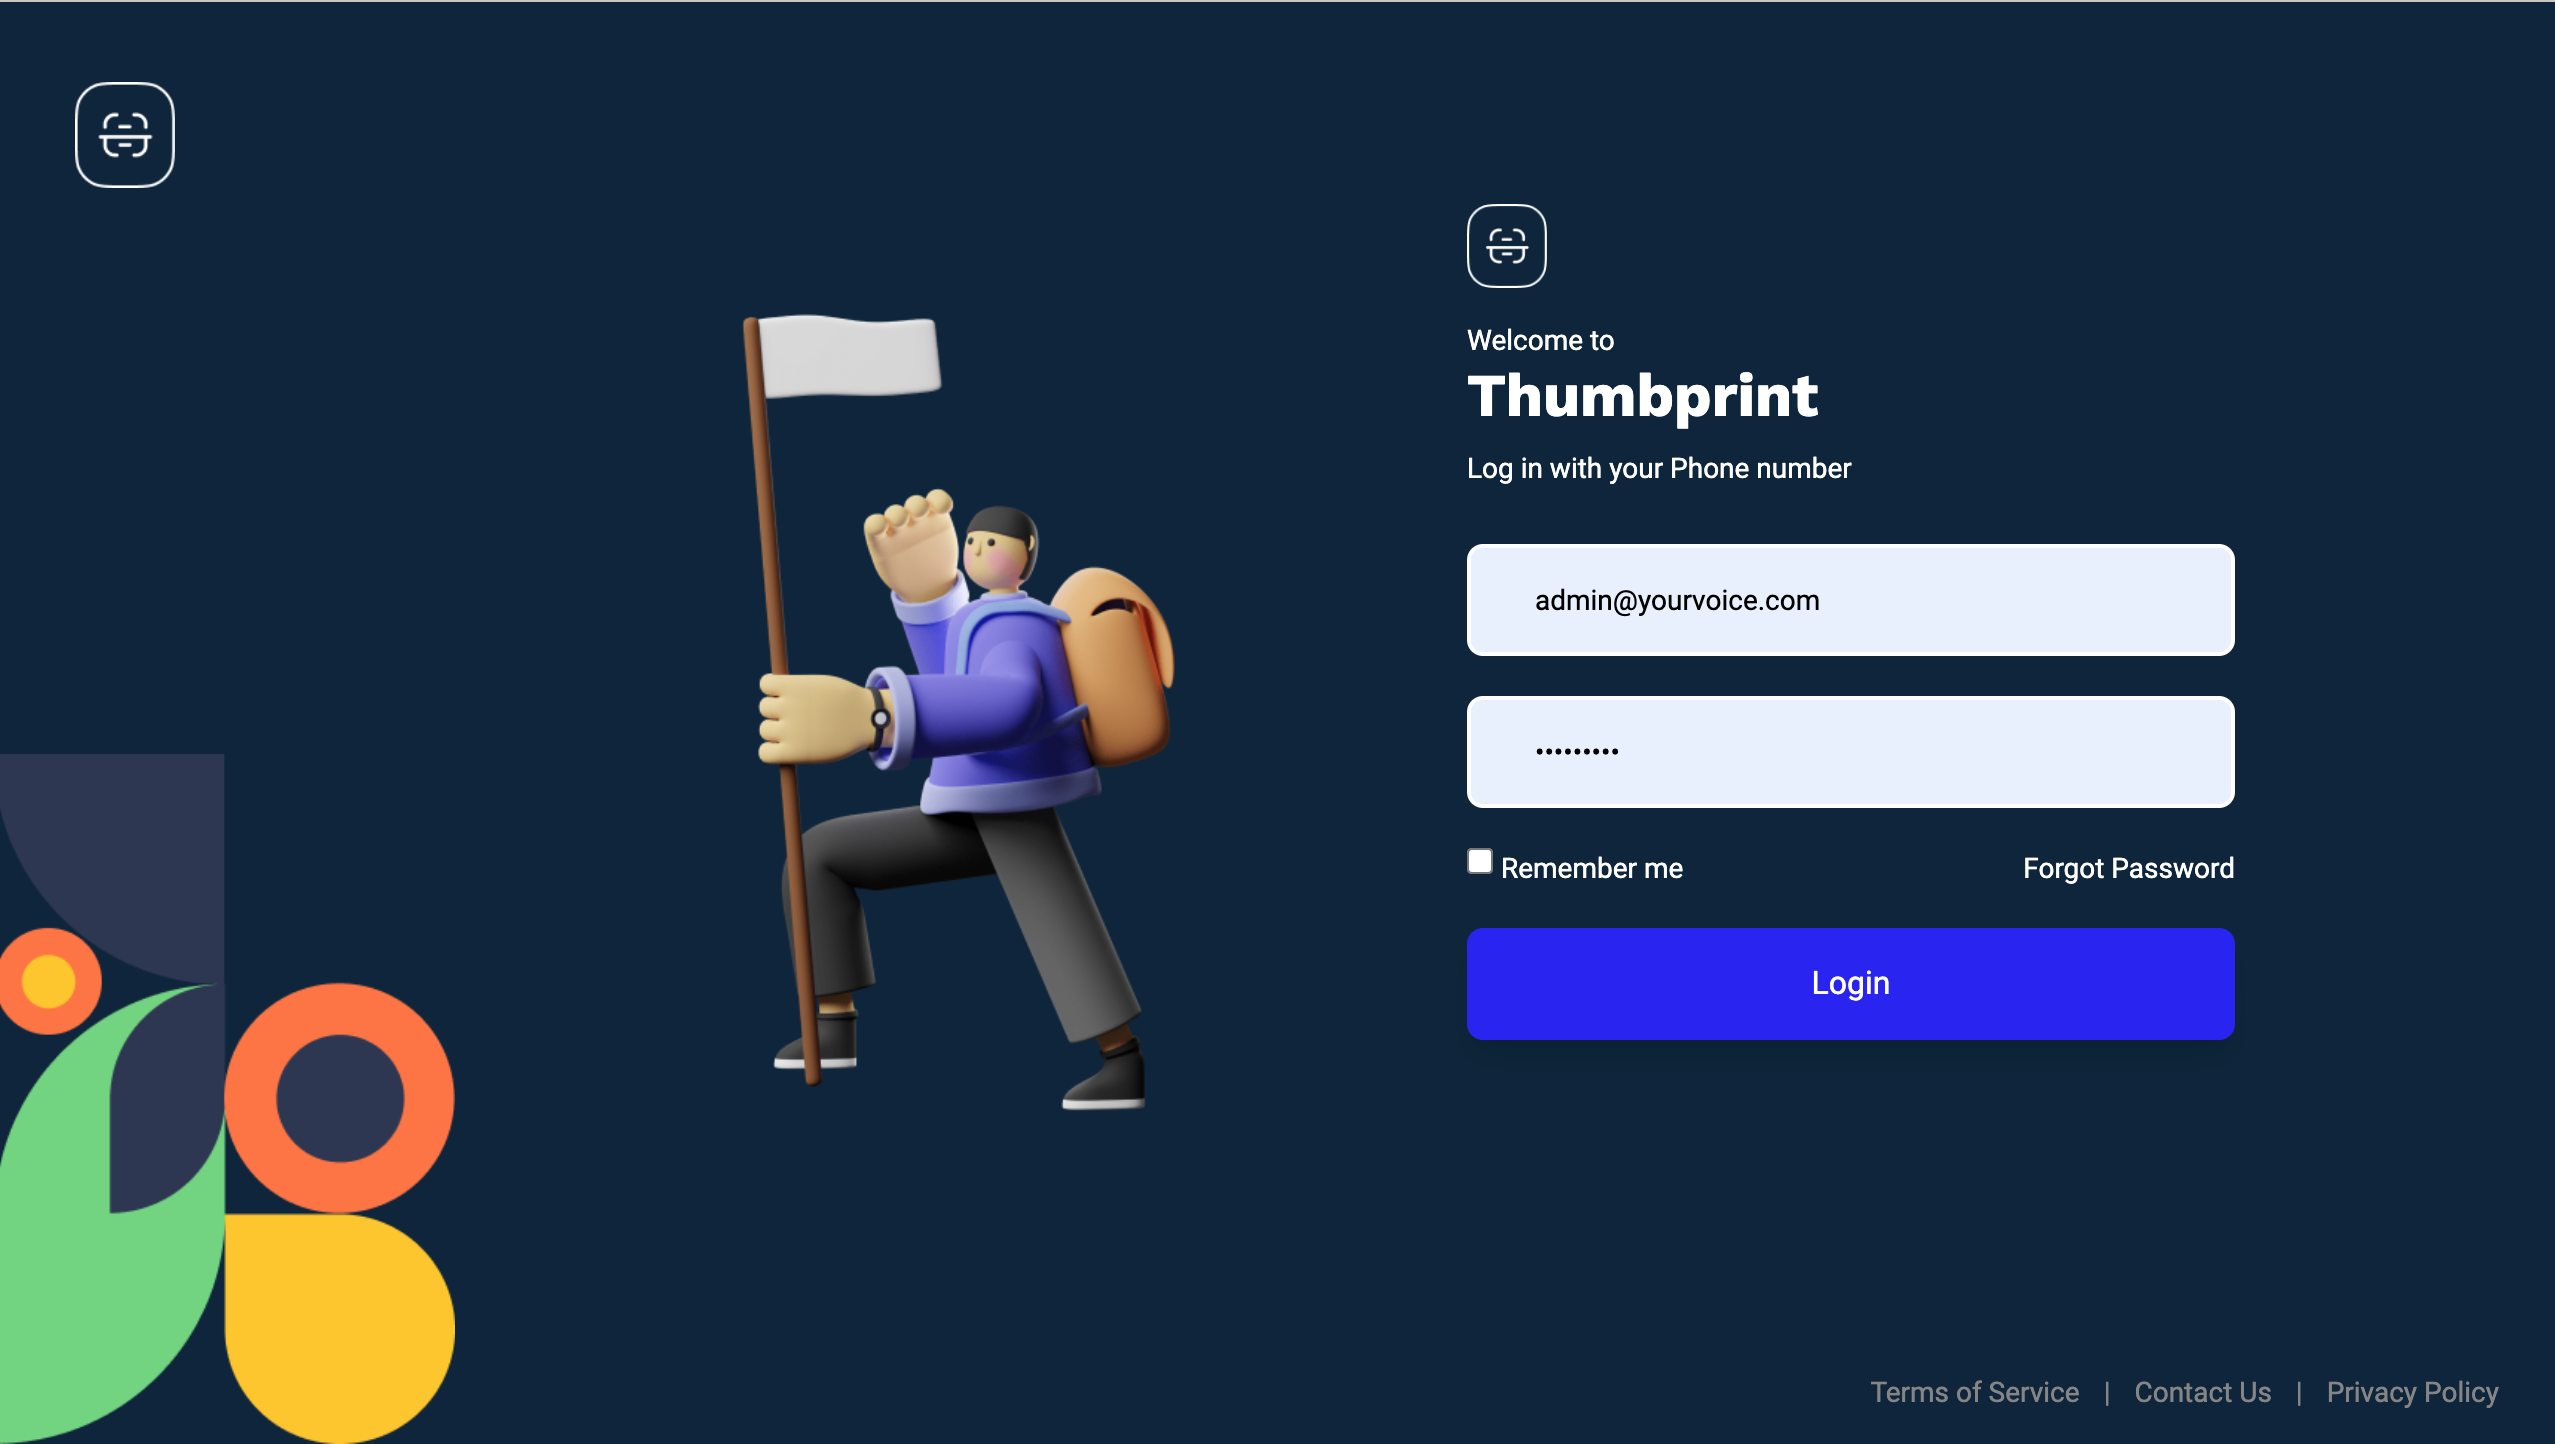 Welcome to
Thumbprint
Log in with your Phone number
admin@yourvoice.com
•••••••••
Remember me
Forgot Password
Login
Terms of Service | Contact Us | Privacy Policy